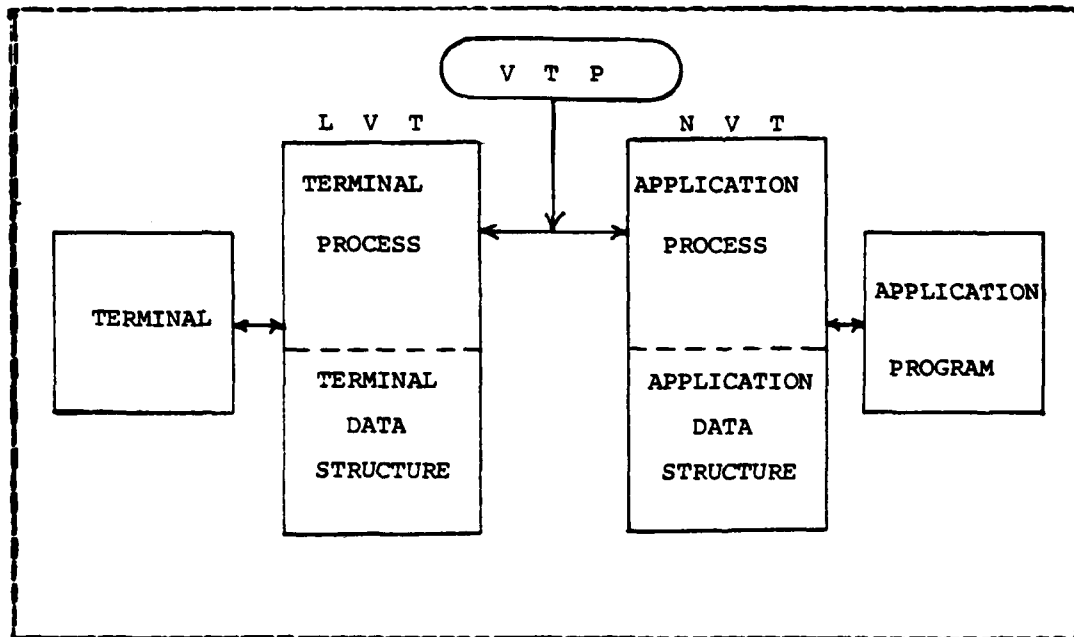 V T P
L V T
N V T
TERMINAL
PROCESS
APPLICATION
PROCESS
TERMINAL
APPLICATION
PROGRAM
TERMINAL
DATA
STRUCTURE
APPLICATION
DATA
STRUCTURE